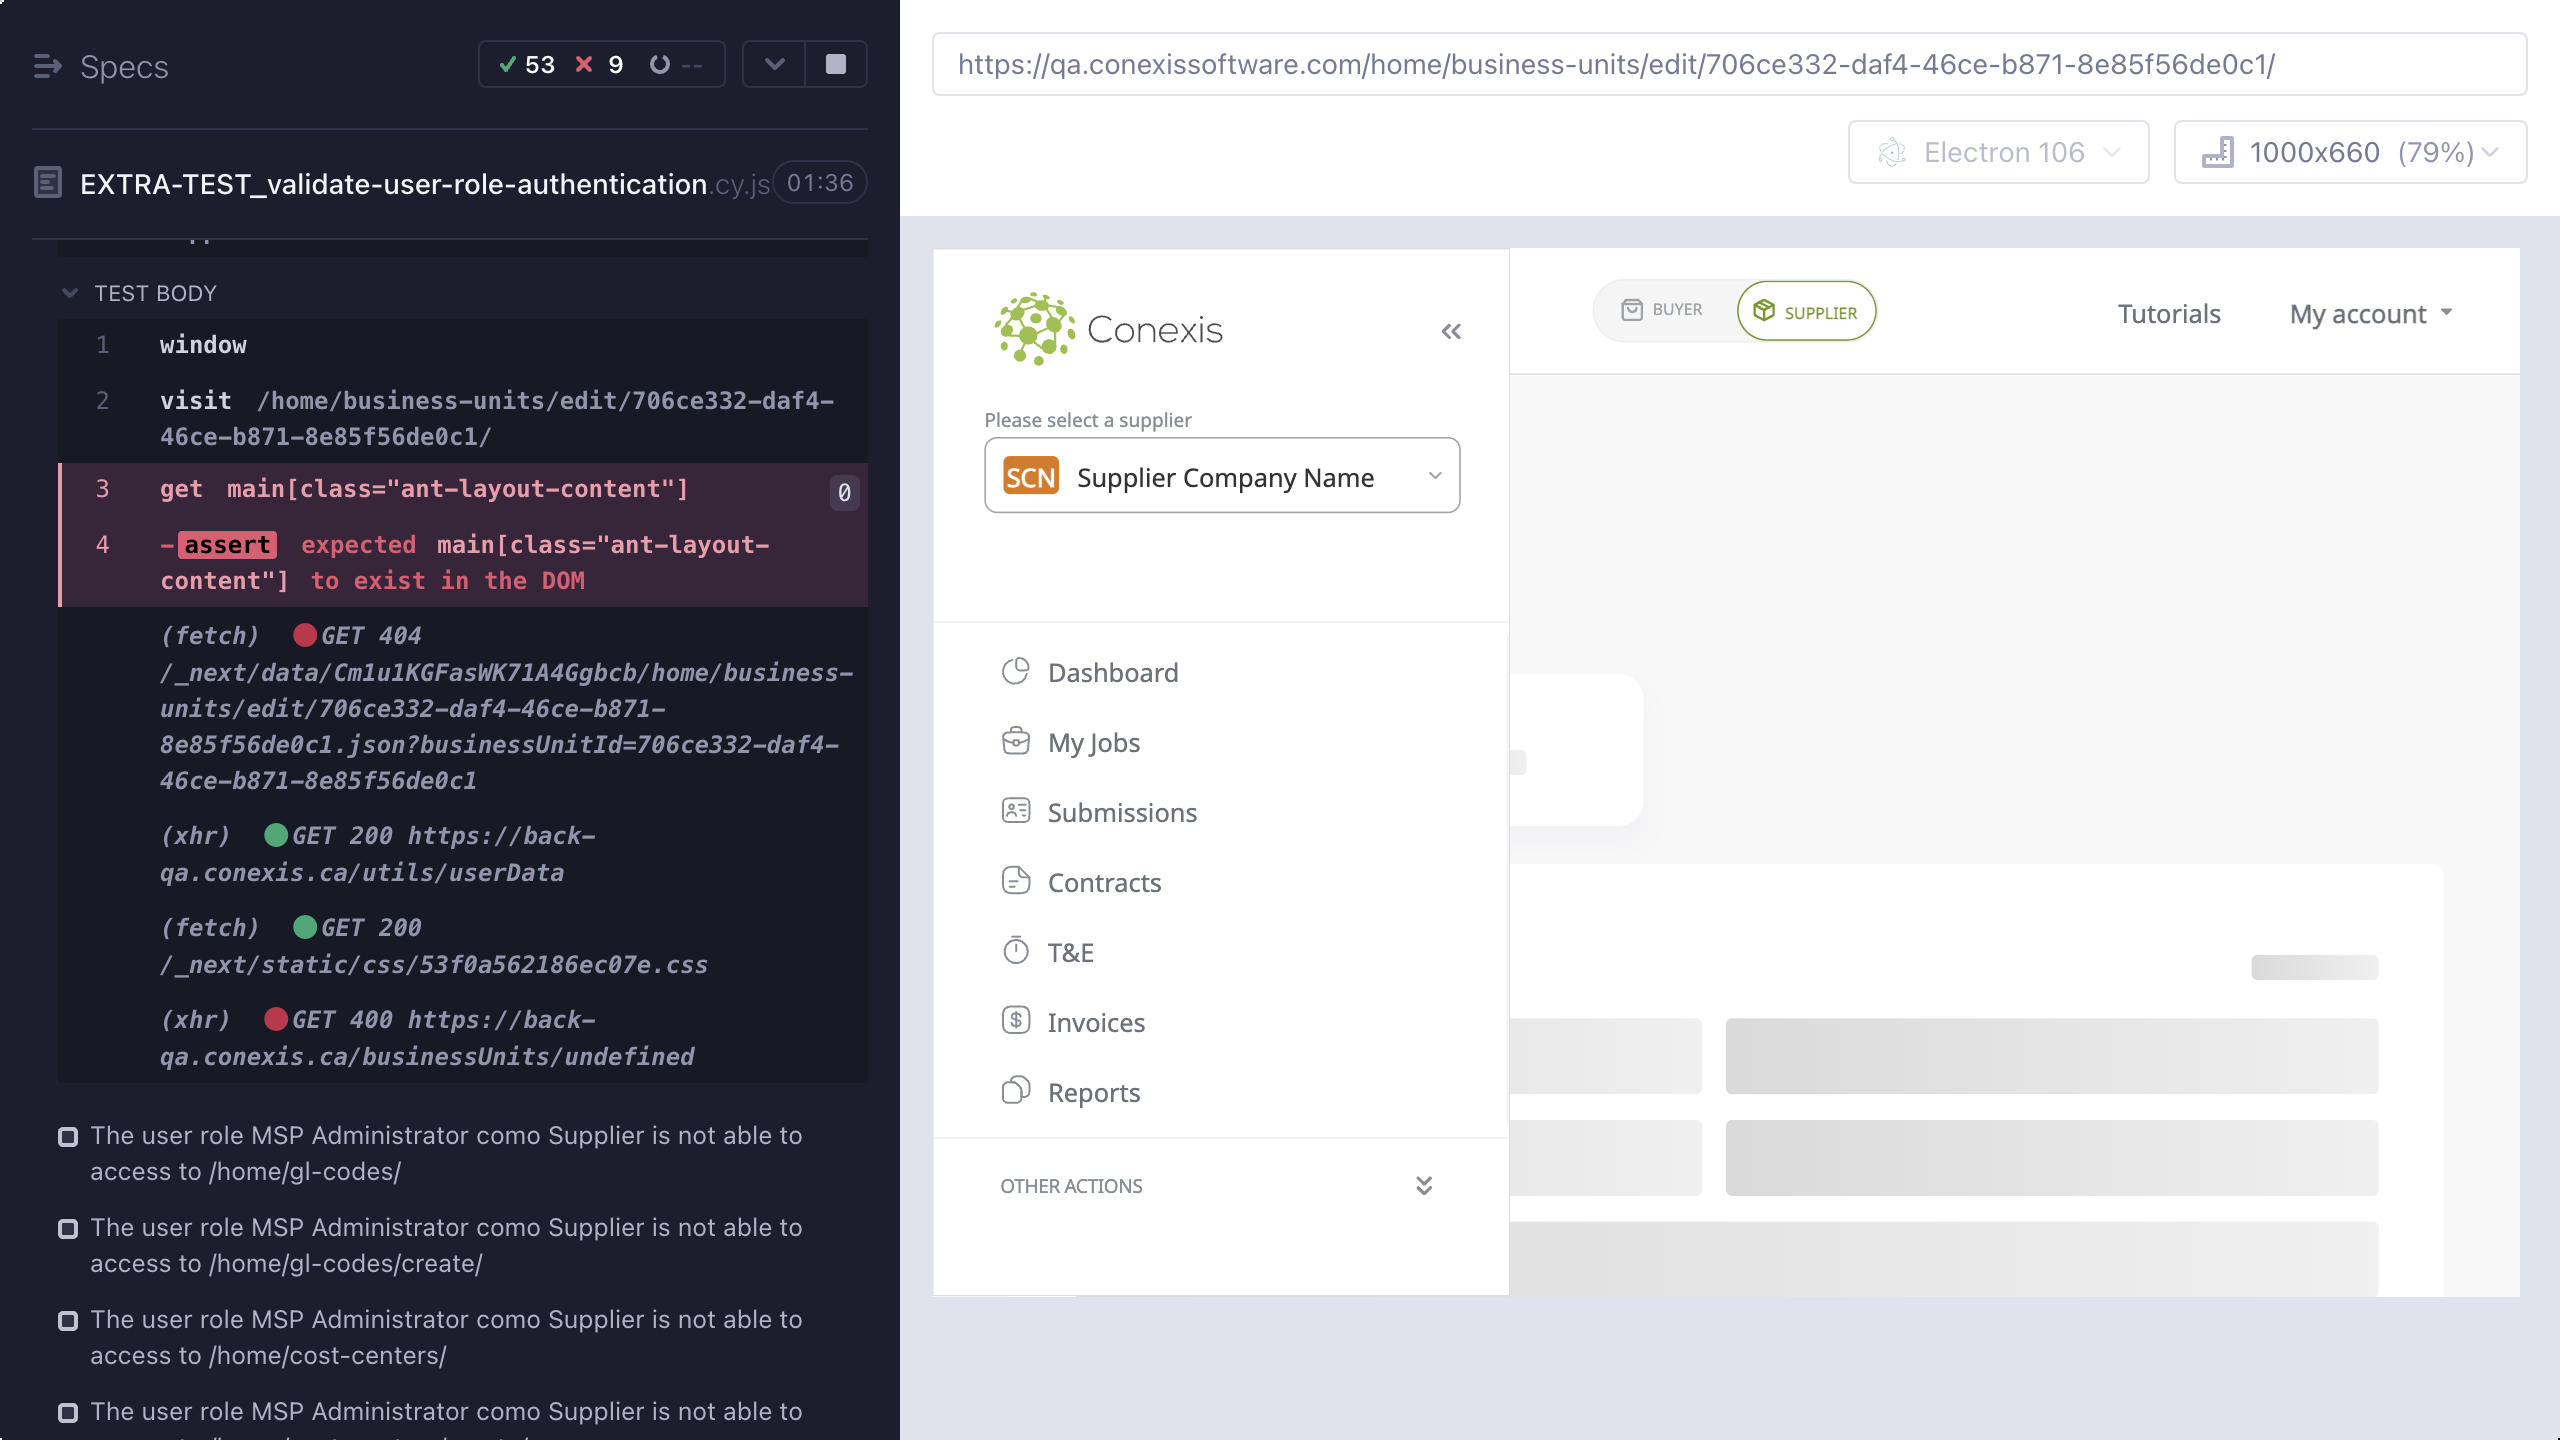 Specs
53 9 --
EXTRA-TEST_validate-user-role-authentication.cy.js 01:36
TEST BODY
1 window
2 visit /home/business-units/edit/706ce332-daf4-
46ce-b871-8e85f56de0c1/
3 get main[class="ant-layout-content"] 0
4 -assert expected main[class="ant-layout-
content"] to exist in the DOM
(fetch) GET 404
/_next/data/Cm1u1KGFasWK71A4Ggbcb/home/business-
units/edit/706ce332-daf4-46ce-b871-
8e85f56de0c1.json?businessUnitId=706ce332-daf4-
46ce-b871-8e85f56de0c1
(xhr) GET 200 https://back-
qa.conexis.ca/utils/userData
(fetch) GET 200
/_next/static/css/53f0a562186ec07e.css
(xhr) GET 400 https://back-
qa.conexis.ca/businessUnits/undefined
The user role MSP Administrator como Supplier is not able to
access to /home/gl-codes/
The user role MSP Administrator como Supplier is not able to
access to /home/gl-codes/create/
The user role MSP Administrator como Supplier is not able to
access to /home/cost-centers/
The user role MSP Administrator como Supplier is not able to
https://qa.conexissoftware.com/home/business-units/edit/706ce332-daf4-46ce-b871-8e85f56de0c1/
Electron 106
1000x660 (79%)
Conexis
BUYER
SUPPLIER
Tutorials
My account
Please select a supplier
SCN Supplier Company Name
Dashboard
My Jobs
Submissions
Contracts
T&E
Invoices
Reports
OTHER ACTIONS